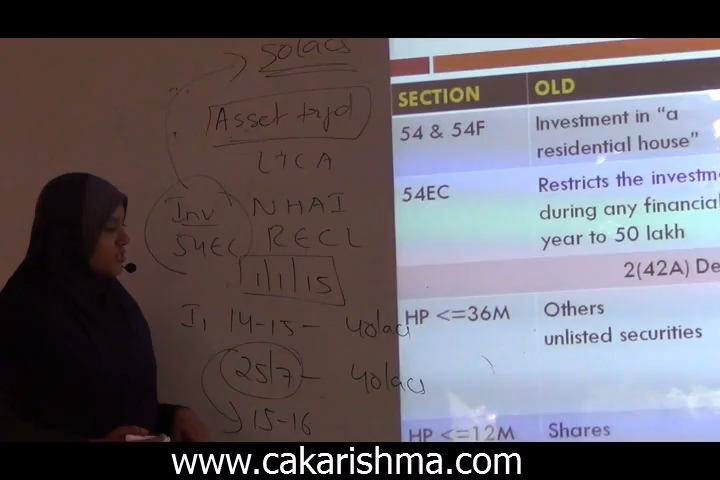 50lacs
Asset tryd
LTCA
Inv NHAI
54EC RECL
1/1/15
I, 14-15 - 40lacs
25/7 - 40lacs
15-16
SECTION OLD
54 & 54F Investment in "a
residential house"
54EC Restricts the investm
during any financial
year to 50 lakh
2(42A) De
HP <=36M Others
unlisted securities
HP <=12M Shares
www.cakarishma.com